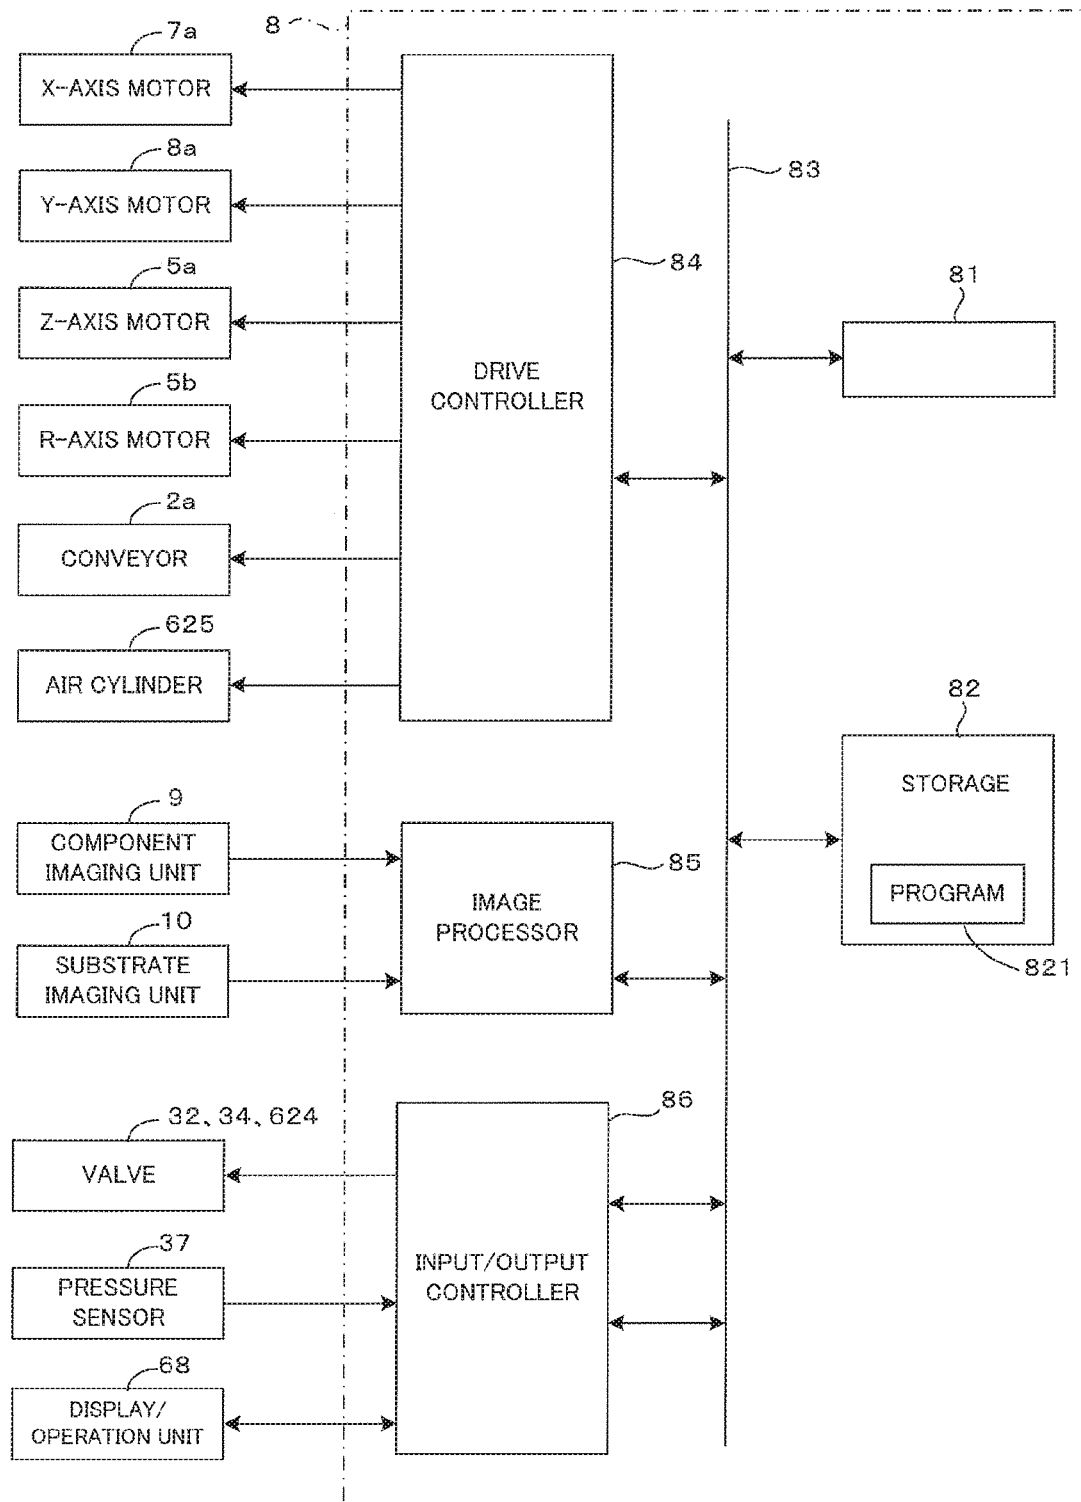 8
7a
X-AXIS MOTOR
8a
Y-AXIS MOTOR
5a
Z-AXIS MOTOR
5b
R-AXIS MOTOR
2a
CONVEYOR
625
AIR CYLINDER
DRIVE
CONTROLLER
84
83
81
82
STORAGE
PROGRAM
821
9
COMPONENT
IMAGING UNIT
10
SUBSTRATE
IMAGING UNIT
IMAGE
PROCESSOR
85
32、34、624
VALVE
37
PRESSURE
SENSOR
68
DISPLAY/
OPERATION UNIT
INPUT/OUTPUT
CONTROLLER
86